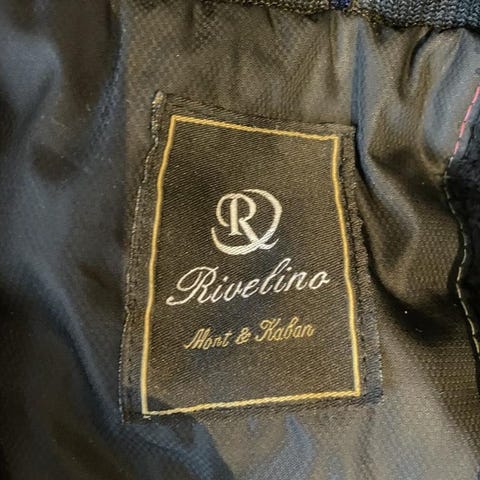 R
Rivelino
Mont & Kaban